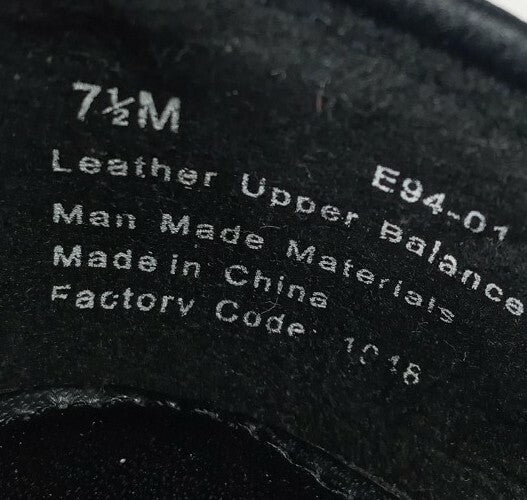 7½M
E94-01
Leather Upper Balance
Man Made Materials
Made in China
Factory Code: 1018